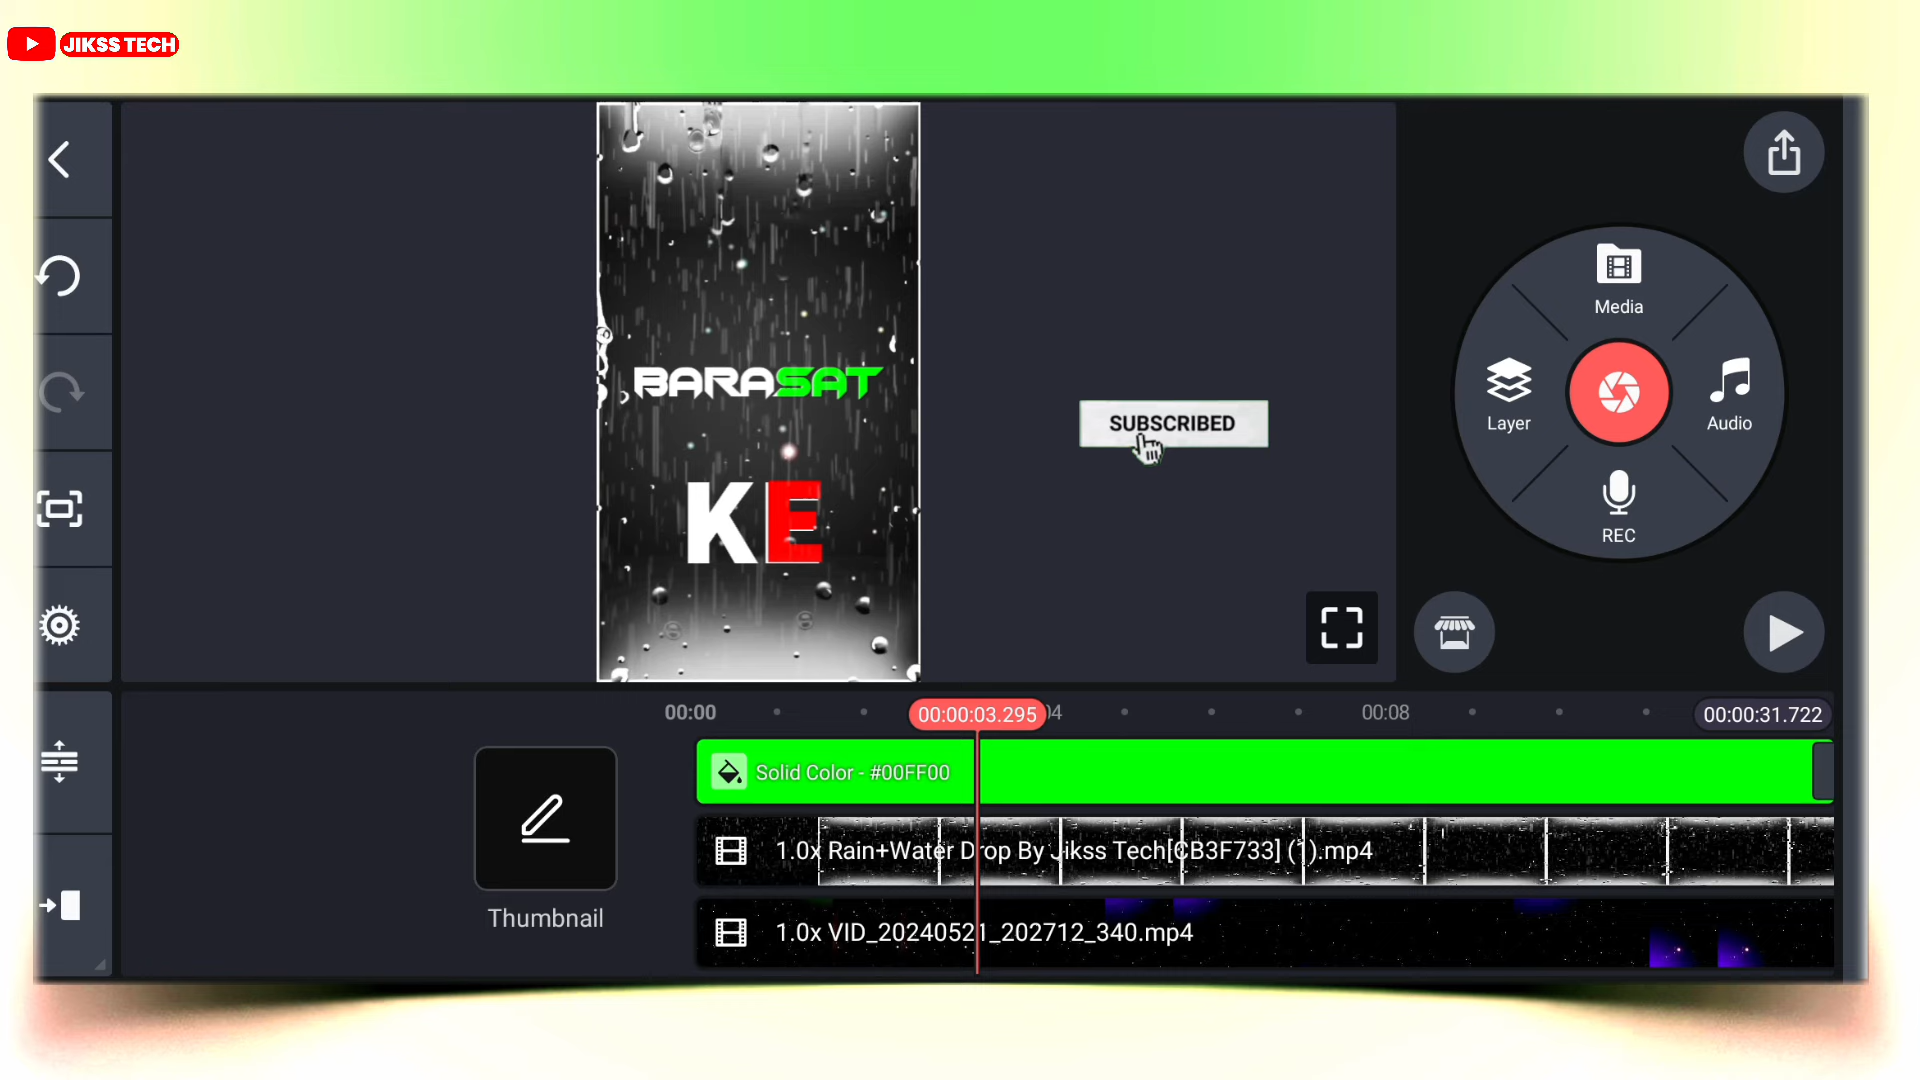 JIKSS TECH
BARASAT
KE
SUBSCRIBED
Media
Layer
Audio
REC
00:00
00:00:03.295
04
00:08
00:00:31.722
Solid Color - #00FF00
1.0x Rain+Water Drop By Jikss Tech[CB3F733] (1).mp4
1.0x VID_20240521_202712_340.mp4
Thumbnail